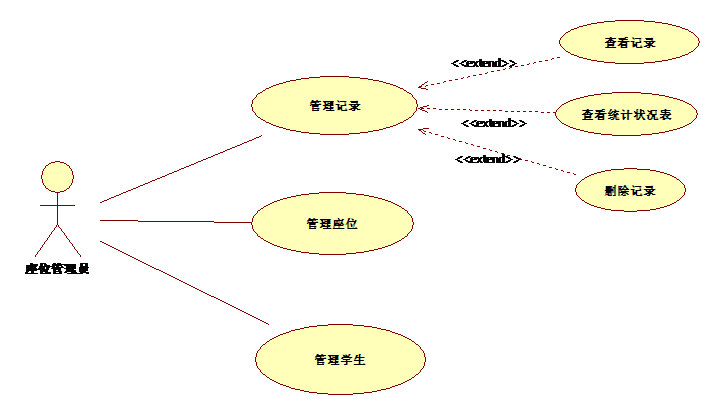 查看记录
<<extend>>
管理记录
查看统计状况表
<<extend>>
<<extend>>
删除记录
管理座位
座位管理员
管理学生